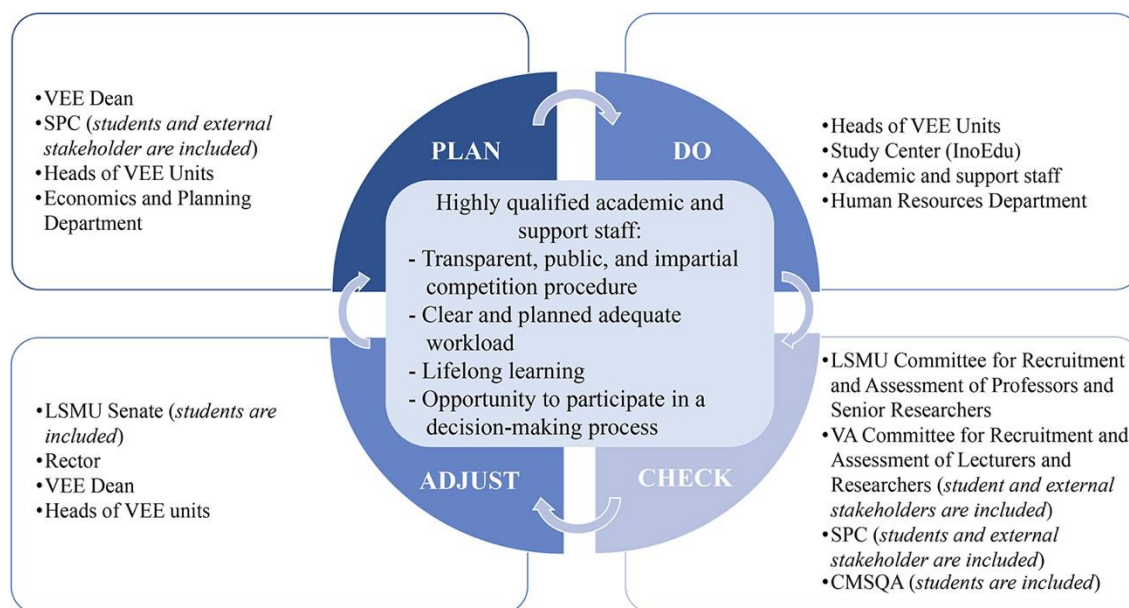 •VEE Dean
•SPC (students and external
stakeholder are included)
•Heads of VEE Units
•Economics and Planning
Department
PLAN
DO
•Heads of VEE Units
•Study Center (InoEdu)
•Academic and support staff
•Human Resources Department
Highly qualified academic and
support staff:
- Transparent, public, and impartial
competition procedure
- Clear and planned adequate
workload
- Lifelong learning
- Opportunity to participate in a
decision-making process
•LSMU Senate (students are
included)
•Rector
•VEE Dean
•Heads of VEE units
ADJUST
CHECK
•LSMU Committee for Recruitment
and Assessment of Professors and
Senior Researchers
•VA Committee for Recruitment and
Assessment of Lecturers and
Researchers (student and external
stakeholders are included)
•SPC (students and external
stakeholder are included)
•CMSQA (students are included)